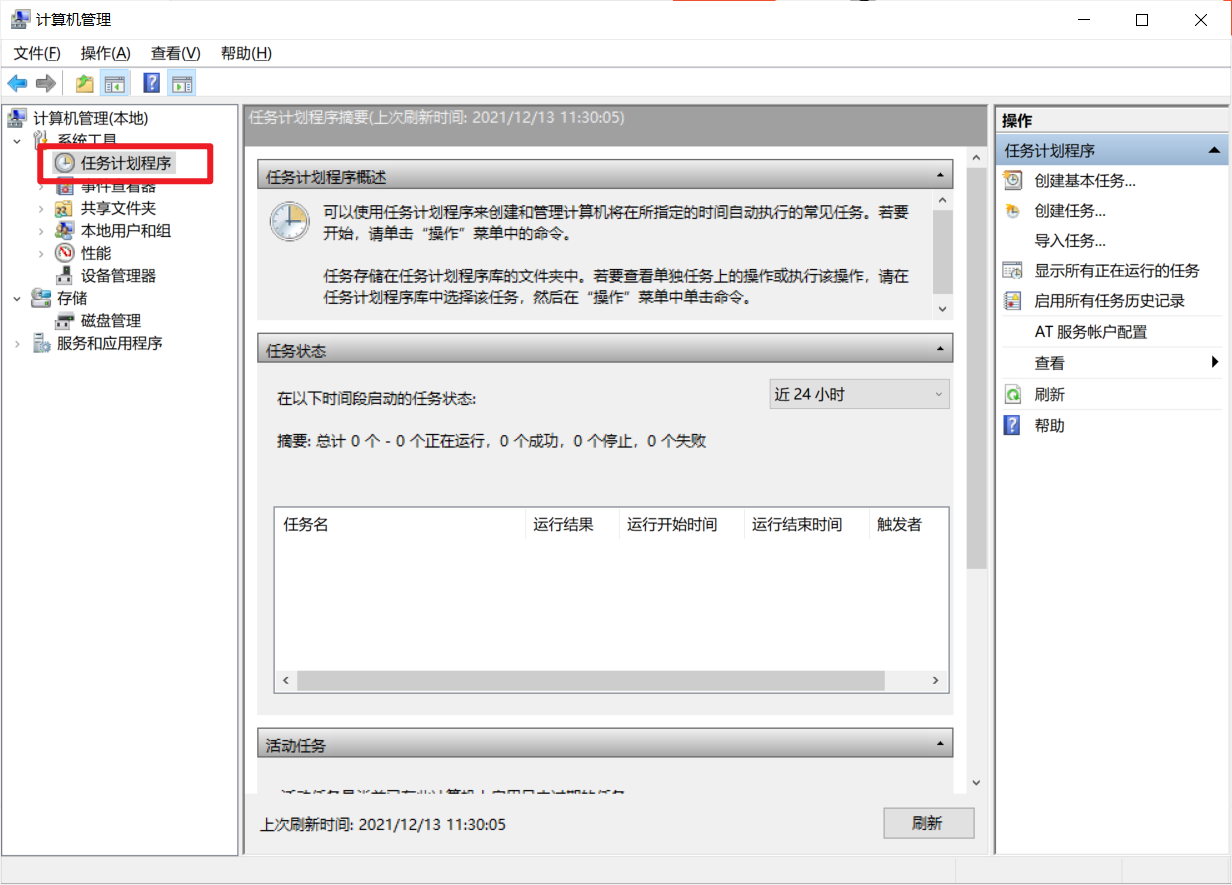 计算机管理
文件(F) 操作(A) 查看(V) 帮助(H)
计算机管理(本地)
系统工具
任务计划程序
事件查看器
共享文件夹
本地用户和组
性能
设备管理器
存储
磁盘管理
服务和应用程序
任务计划程序摘要(上次刷新时间: 2021/12/13 11:30:05)
任务计划程序概述
可以使用任务计划程序来创建和管理计算机将在所指定的时间自动执行的常见任务。若要
开始，请单击“操作”菜单中的命令。
任务存储在任务计划程序库的文件夹中。若要查看单独任务上的操作或执行该操作，请在
任务计划程序库中选择该任务，然后在“操作”菜单中单击命令。
任务状态
在以下时间段启动的任务状态:
近 24 小时
摘要: 总计 0 个 - 0 个正在运行，0 个成功，0 个停止，0 个失败
任务名 运行结果 运行开始时间 运行结束时间 触发者
活动任务
上次刷新时间: 2021/12/13 11:30:05
刷新
操作
任务计划程序
创建基本任务...
创建任务...
导入任务...
显示所有正在运行的任务
启用所有任务历史记录
AT 服务帐户配置
查看
刷新
帮助